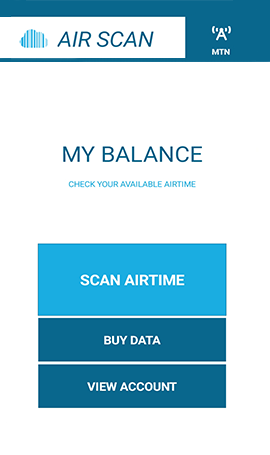 AIR SCAN
MTN
MY BALANCE
CHECK YOUR AVAILABLE AIRTIME
SCAN AIRTIME
BUY DATA
VIEW ACCOUNT